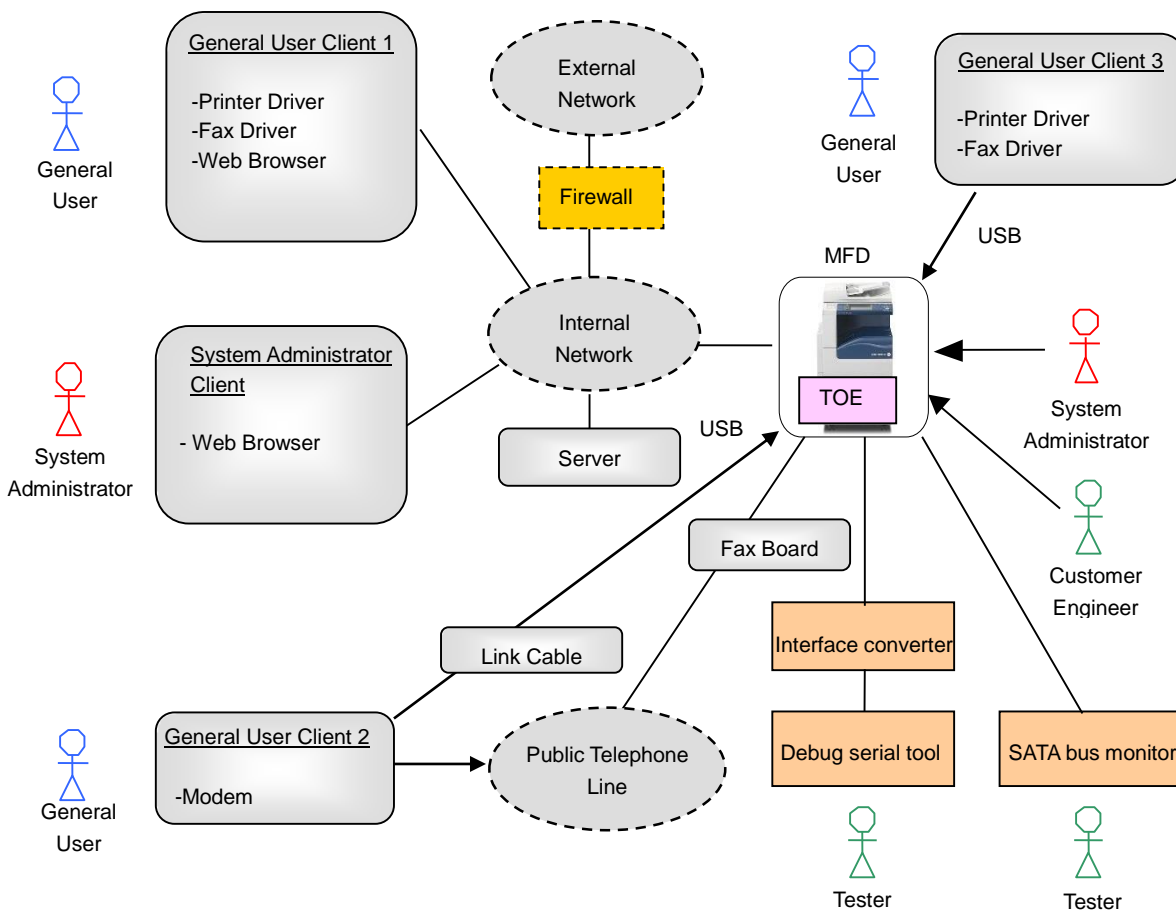 General User Client 1
-Printer Driver
-Fax Driver
-Web Browser
General
User
External
Network
Firewall
General
User
General User Client 3
-Printer Driver
-Fax Driver
USB
MFD
TOE
Internal
Network
System Administrator
Client
- Web Browser
System
Administrator
Server
USB
System
Administrator
Customer
Engineer
Fax Board
Link Cable
Interface converter
General User Client 2
-Modem
General
User
Public Telephone
Line
Debug serial tool
SATA bus monitor
Tester
Tester